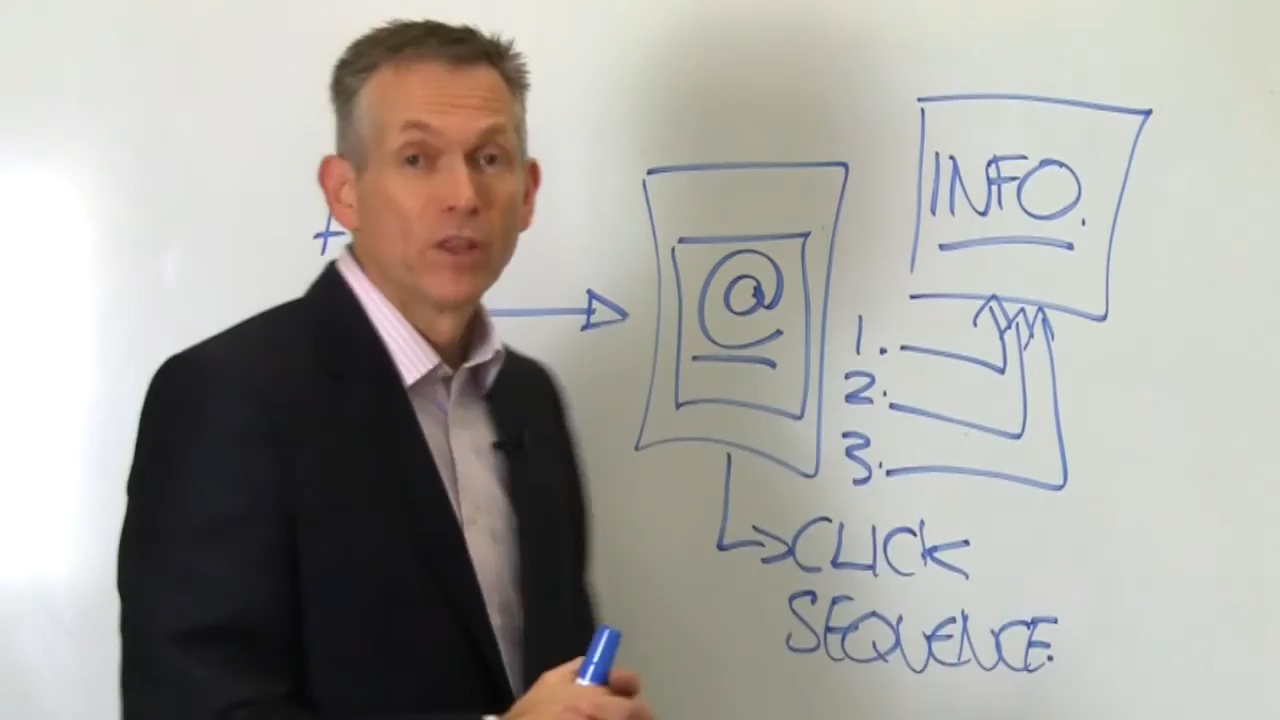 +
@
INFO.
1.
2.
3.
CLICK
SEQUENCE.